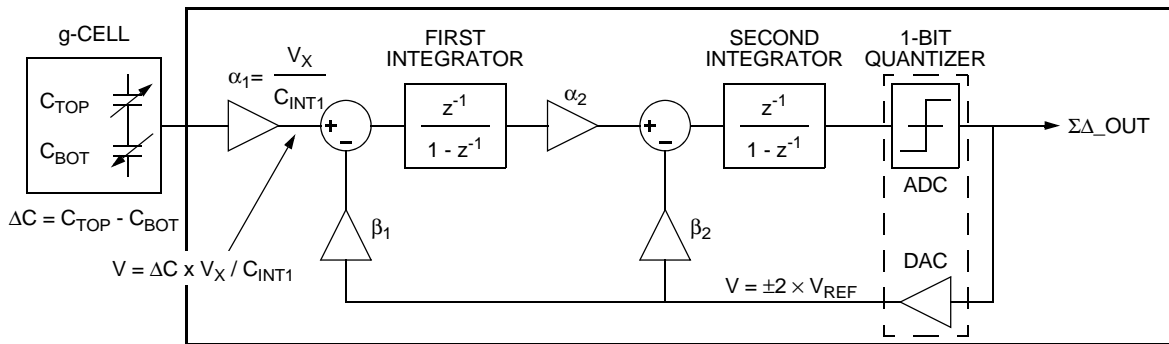 g-CELL
C_TOP
C_BOT
ΔC = C_TOP - C_BOT
α₁= V_X / C_INT1
V = ΔC x V_X / C_INT1
FIRST
INTEGRATOR
z⁻¹
1 - z⁻¹
α₂
SECOND
INTEGRATOR
z⁻¹
1 - z⁻¹
1-BIT
QUANTIZER
ADC
ΣΔ_OUT
β₁
β₂
V = ±2 × V_REF
DAC
+
-
+
-